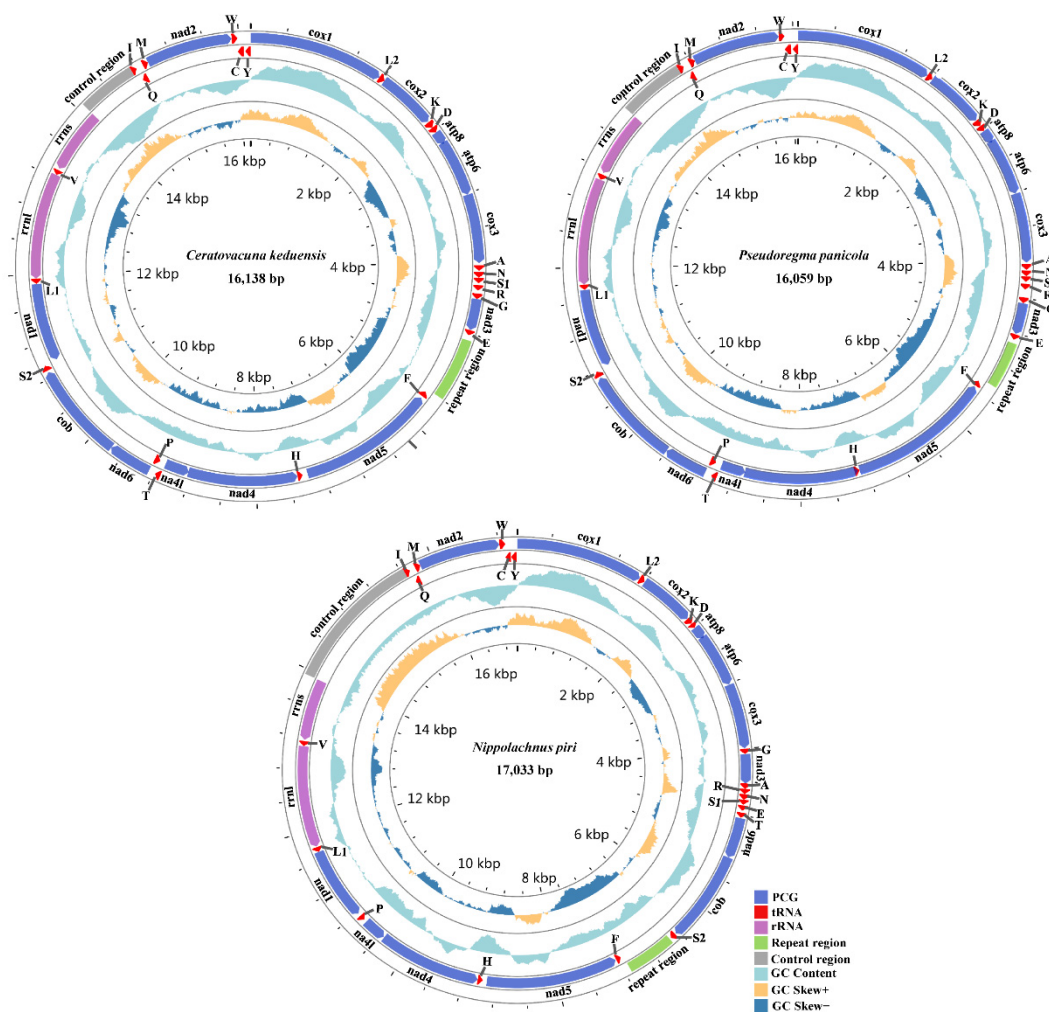 W
nad2
cox1
M
I
L2
control region
C
Y
Q
cox2
K
D
atp8
atp6
rrns
V
cox3
rrnl
16 kbp
2 kbp
14 kbp
Ceratovacuna keduensis
16,138 bp
4 kbp
12 kbp
A
N
S1
R
G
L1
nad1
nad3
E
10 kbp
6 kbp
8 kbp
repeat region
S2
F
cob
P
H
nad5
nad6
T
na4l
nad4
W
nad2
cox1
M
I
L2
control region
C
Y
Q
cox2
K
D
atp8
atp6
rrns
V
cox3
rrnl
16 kbp
2 kbp
14 kbp
Pseudoregma panicola
16,059 bp
4 kbp
12 kbp
L1
nad1
nad3
E
10 kbp
6 kbp
8 kbp
repeat region
S2
F
cob
P
H
nad5
nad6
T
na4l
nad4
W
nad2
cox1
M
I
L2
control region
C
Y
Q
cox2
K
D
atp8
atp6
rrns
V
cox3
rrnl
16 kbp
2 kbp
14 kbp
Nippolachnus piri
17,033 bp
4 kbp
12 kbp
G
nad3
A
R
N
S1
E
T
nad6
L1
nad1
10 kbp
6 kbp
8 kbp
cob
P
S2
repeat region
F
na4l
nad4
H
nad5
PCG
tRNA
rRNA
Repeat region
Control region
GC Content
GC Skew+
GC Skew−